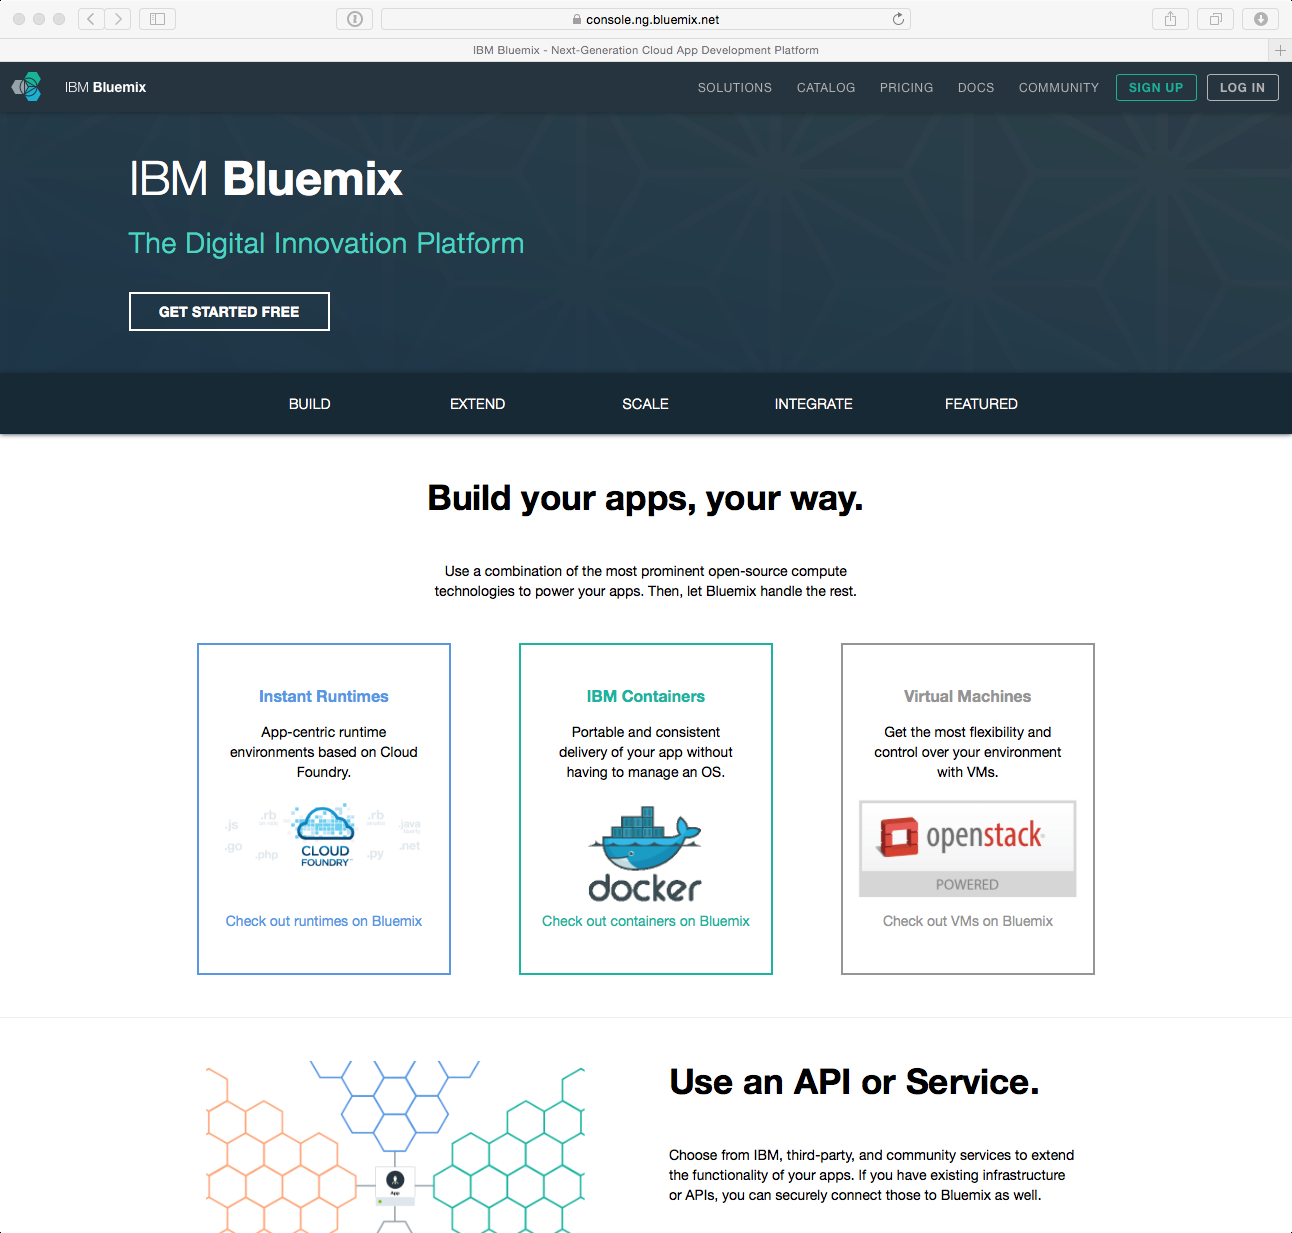 console.ng.bluemix.net
IBM Bluemix - Next-Generation Cloud App Development Platform
IBM Bluemix
SOLUTIONS CATALOG PRICING DOCS COMMUNITY SIGN UP LOG IN
IBM Bluemix
The Digital Innovation Platform
GET STARTED FREE
BUILD EXTEND SCALE INTEGRATE FEATURED
Build your apps, your way.
Use a combination of the most prominent open-source compute
technologies to power your apps. Then, let Bluemix handle the rest.
Instant Runtimes
App-centric runtime
environments based on Cloud
Foundry.
.js .rb .rb .java
.go .php .py .net
CLOUD
FOUNDRY
Check out runtimes on Bluemix
IBM Containers
Portable and consistent
delivery of your app without
having to manage an OS.
docker
Check out containers on Bluemix
Virtual Machines
Get the most flexibility and
control over your environment
with VMs.
openstack
POWERED
Check out VMs on Bluemix
App
Use an API or Service.
Choose from IBM, third-party, and community services to extend
the functionality of your apps. If you have existing infrastructure
or APIs, you can securely connect those to Bluemix as well.